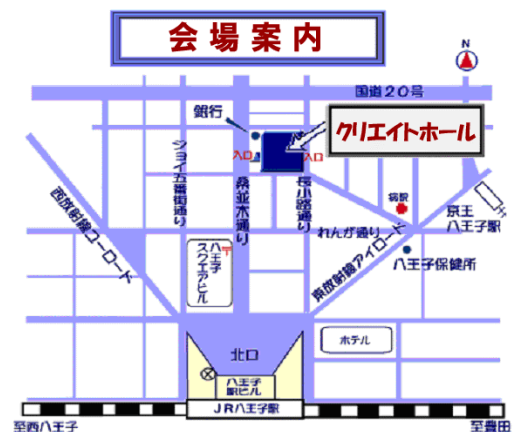 会場案内
N
国道20号
銀行
クリエイトホール
入口
入口
ジョイ五番街通り
桑並木通り
長小路通り
西放射線ユーロード
病院
れんが通り
京王
八王子駅
東放射線アイロード
八王子保健所
八王子
スクエアビル
北口
ホテル
八王子
駅ビル
JR八王子駅
至西八王子
至豊田